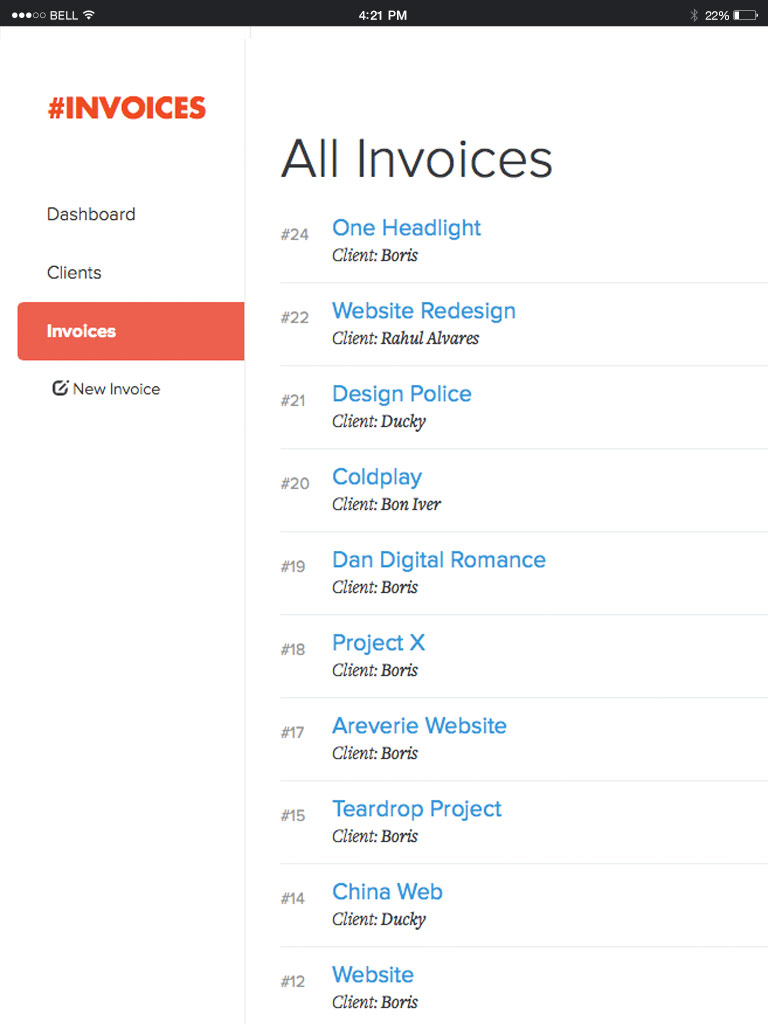 BELL 4:21 PM 22%
#INVOICES
Dashboard
Clients
Invoices
New Invoice
All Invoices
#24 One Headlight
Client: Boris
#22 Website Redesign
Client: Rahul Alvares
#21 Design Police
Client: Ducky
#20 Coldplay
Client: Bon Iver
#19 Dan Digital Romance
Client: Boris
#18 Project X
Client: Boris
#17 Areverie Website
Client: Boris
#15 Teardrop Project
Client: Boris
#14 China Web
Client: Ducky
#12 Website
Client: Boris